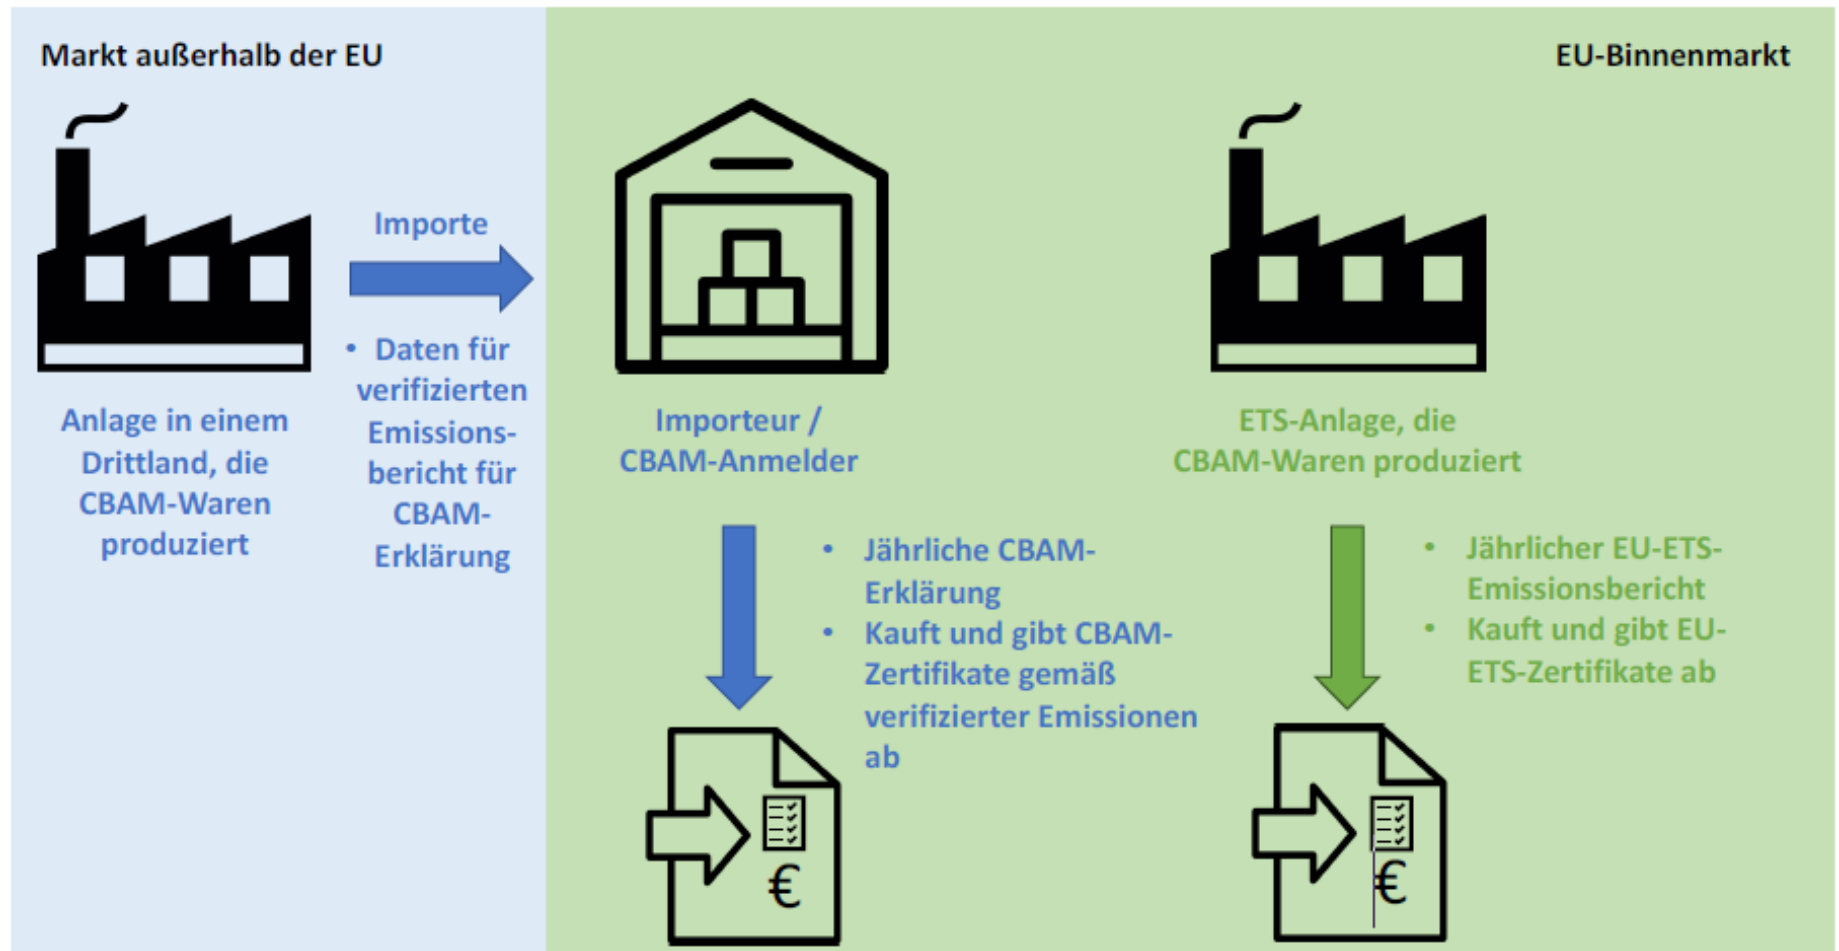 Markt außerhalb der EU
EU-Binnenmarkt
Importe
• Daten für
verifizierten
Emissions-
bericht für
CBAM-
Erklärung
Anlage in einem
Drittland, die
CBAM-Waren
produziert
Importeur /
CBAM-Anmelder
• Jährliche CBAM-
Erklärung
• Kauft und gibt CBAM-
Zertifikate gemäß
verifizierter Emissionen
ab
€
ETS-Anlage, die
CBAM-Waren produziert
• Jährlicher EU-ETS-
Emissionsbericht
• Kauft und gibt EU-
ETS-Zertifikate ab
€